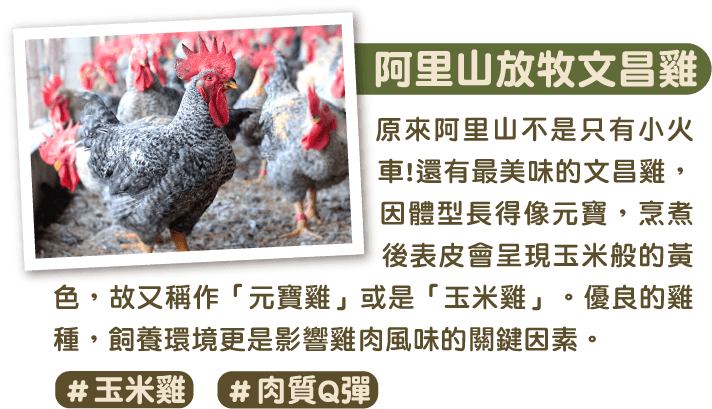 阿里山放牧文昌雞
原來阿里山不是只有小火
車!還有最美味的文昌雞，
因體型長得像元寶，烹煮
後表皮會呈現玉米般的黃
色，故又稱作「元寶雞」或是「玉米雞」。優良的雞
種，飼養環境更是影響雞肉風味的關鍵因素。
#玉米雞 #肉質Q彈